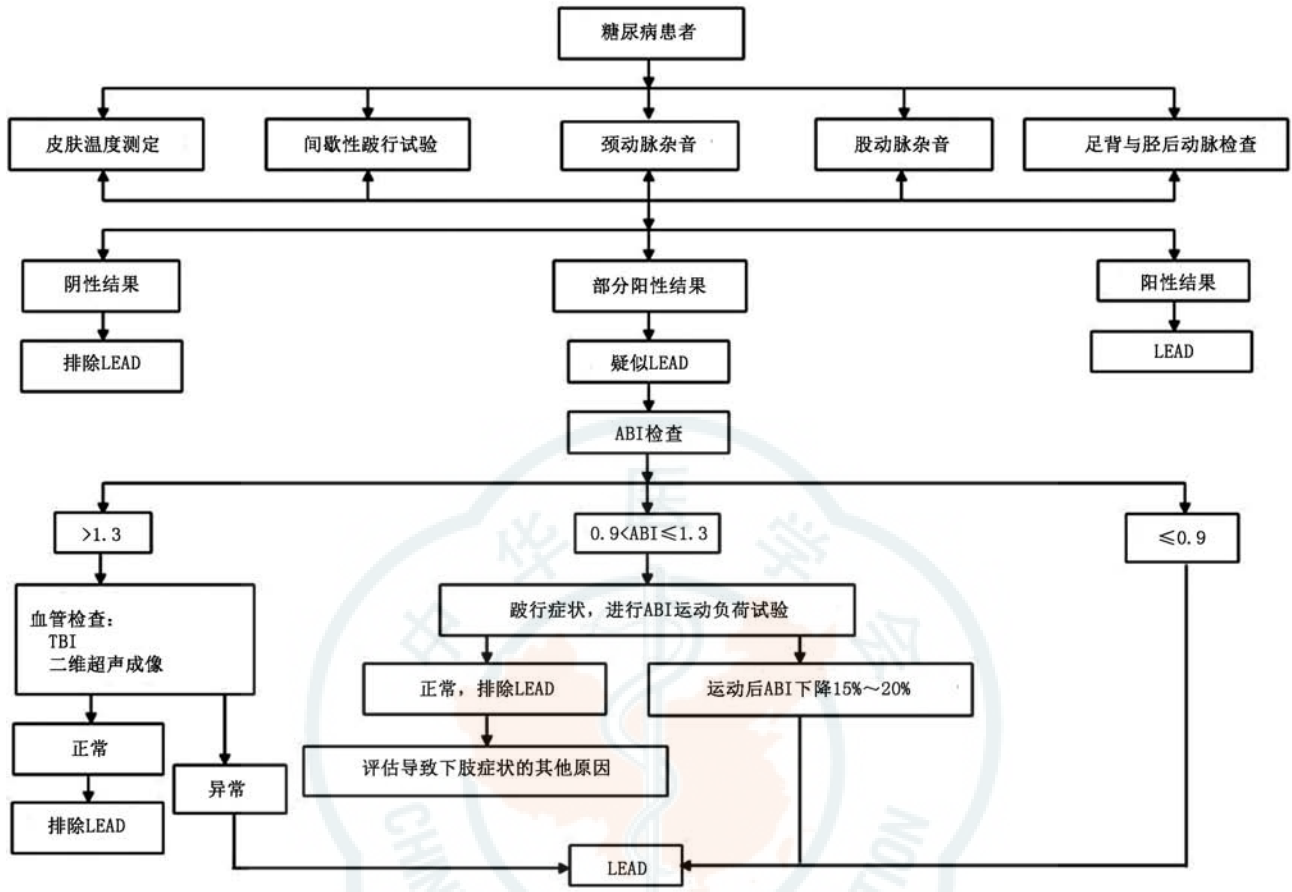 糖尿病患者
皮肤温度测定
间歇性跛行试验
颈动脉杂音
股动脉杂音
足背与胫后动脉检查
阴性结果
部分阳性结果
阳性结果
排除LEAD
疑似LEAD
LEAD
ABI检查
>1.3
0.9<ABI≤1.3
≤0.9
血管检查：
TBI
二维超声成像
跛行症状，进行ABI运动负荷试验
正常，排除LEAD
运动后ABI下降15%～20%
正常
评估导致下肢症状的其他原因
异常
排除LEAD
LEAD
中华医学会